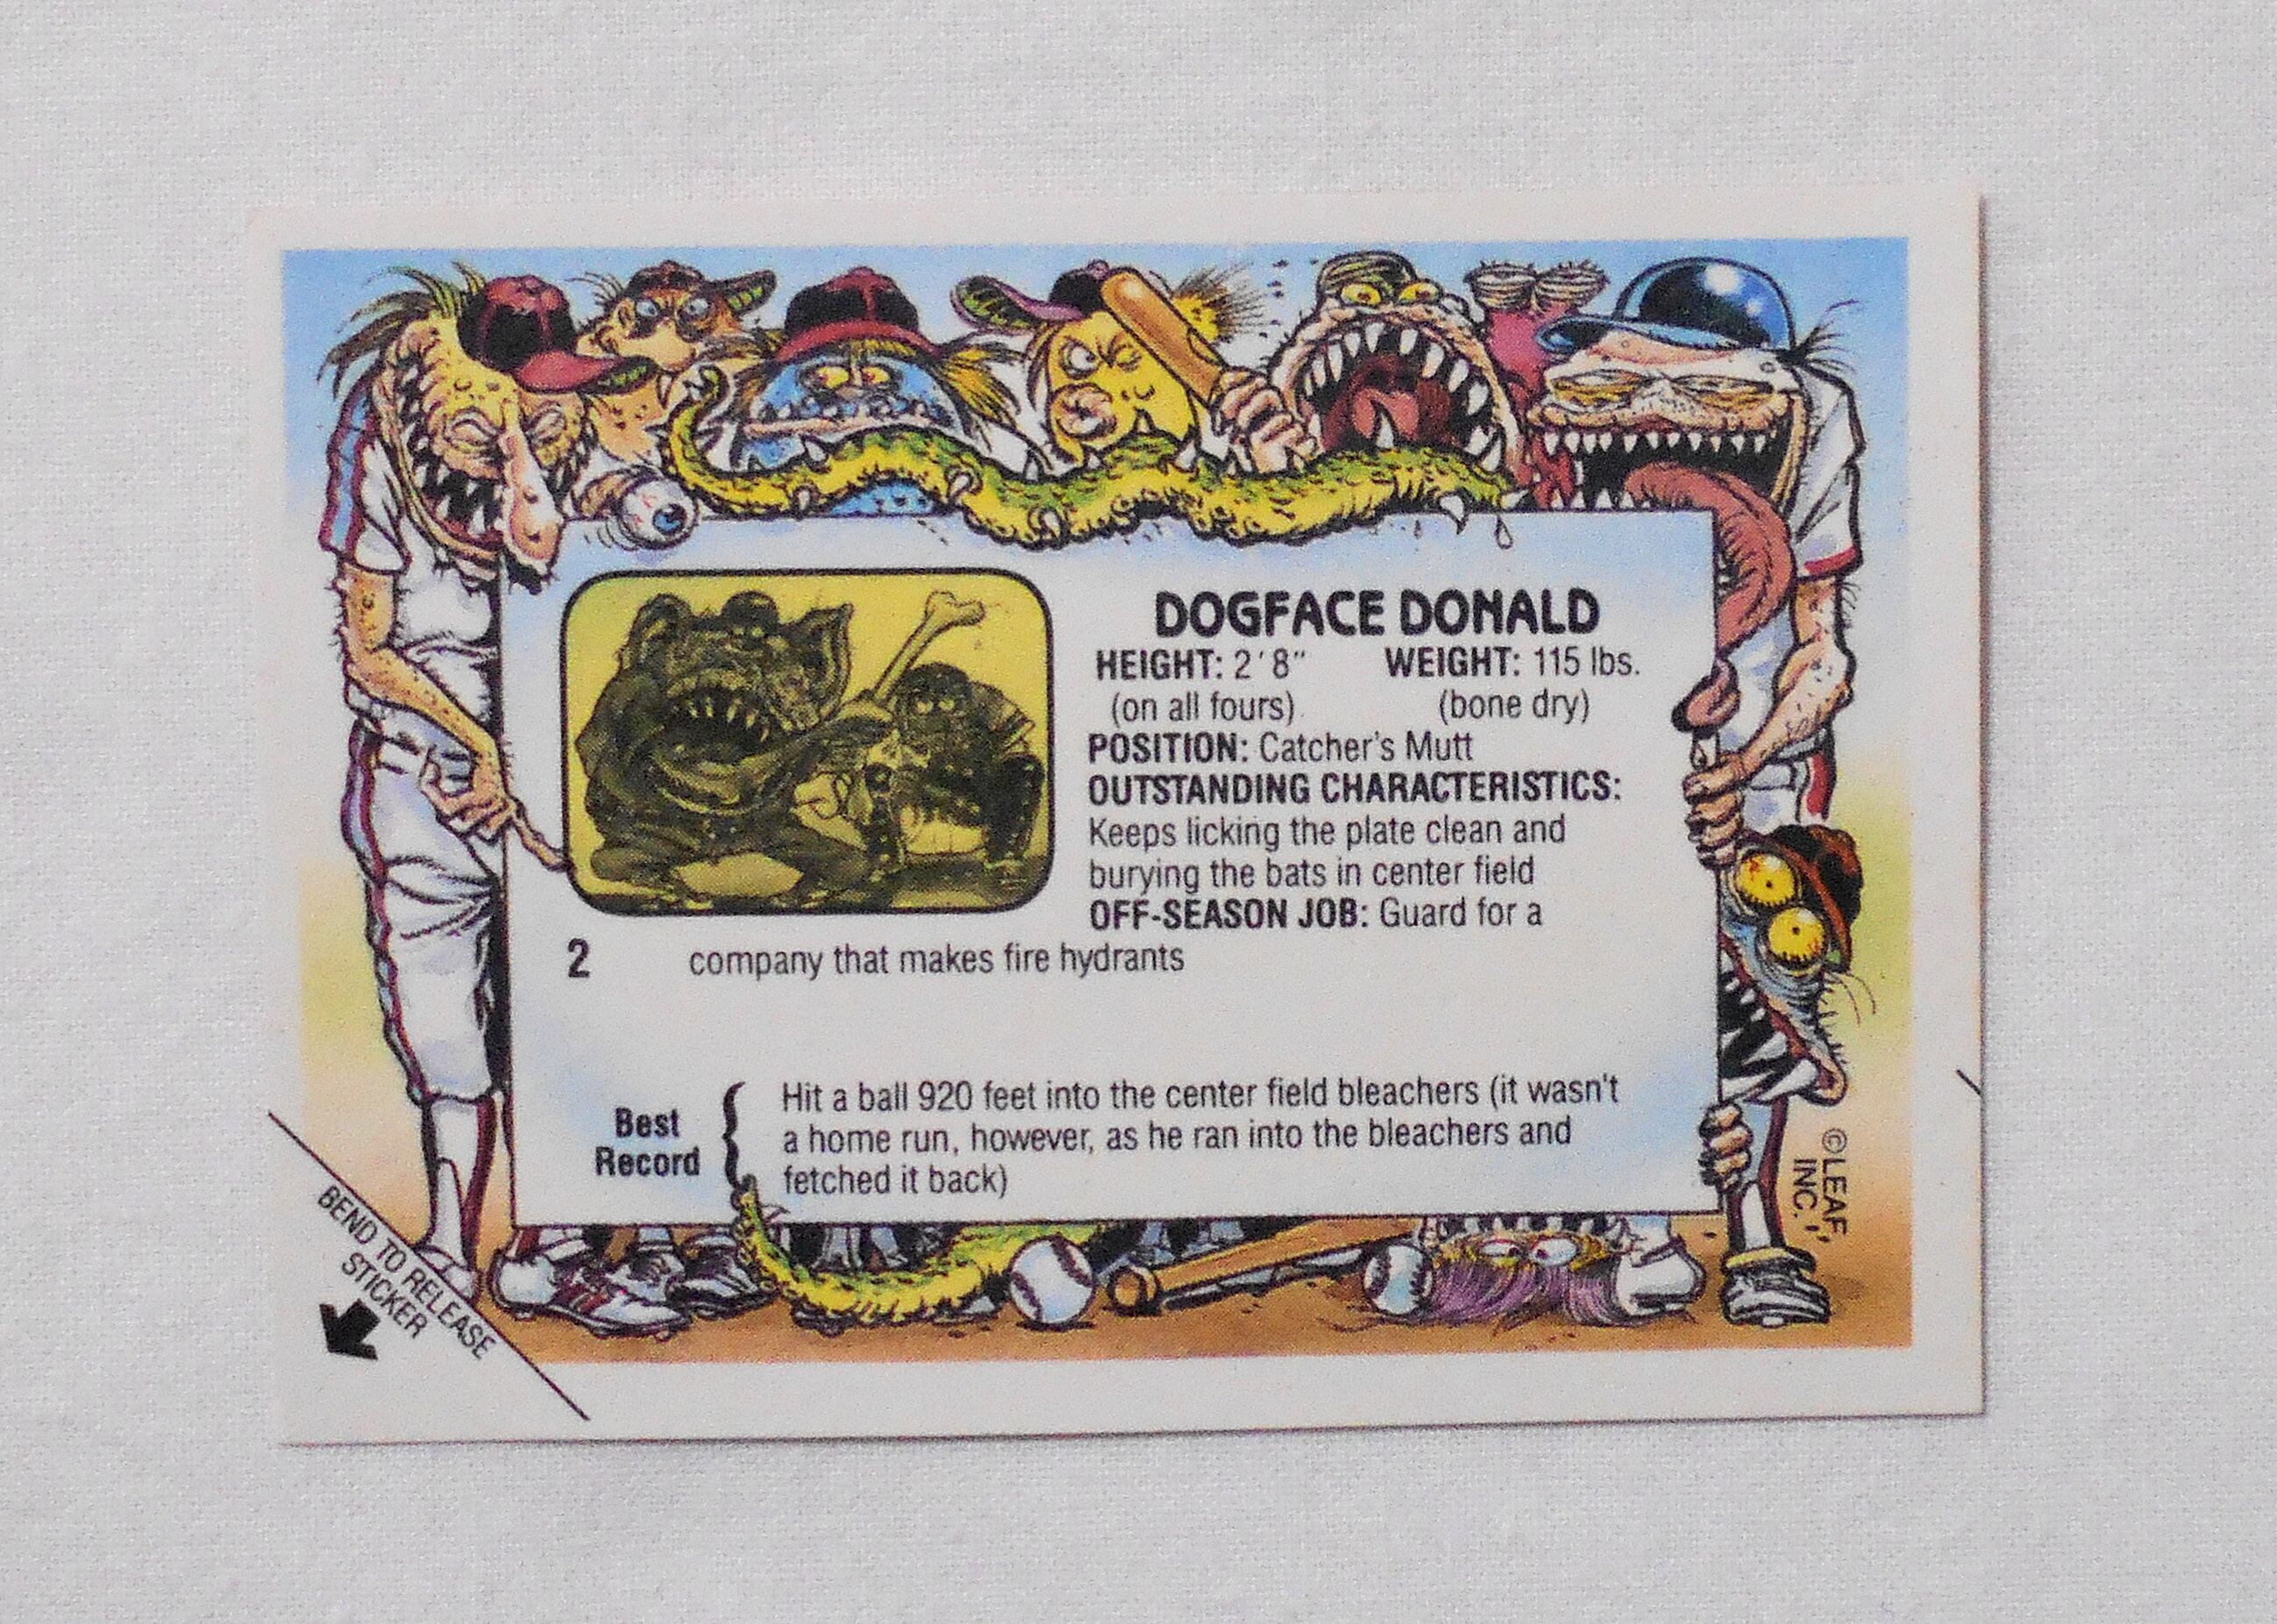 DOGFACE DONALD
HEIGHT: 2'8" WEIGHT: 115 lbs.
(on all fours) (bone dry)
POSITION: Catcher's Mutt
OUTSTANDING CHARACTERISTICS:
Keeps licking the plate clean and
burying the bats in center field
OFF-SEASON JOB: Guard for a
2 company that makes fire hydrants
Best
Record
Hit a ball 920 feet into the center field bleachers (it wasn't
a home run, however, as he ran into the bleachers and
fetched it back)
©LEAF,
INC.
BEND TO RELEASE
STICKER